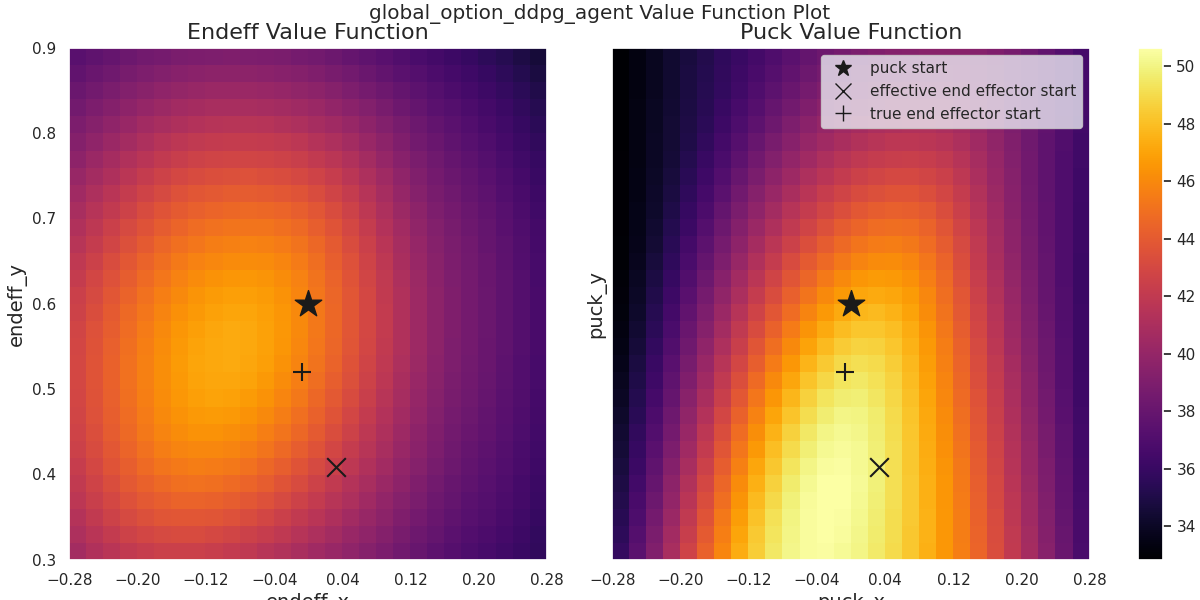 global_option_ddpg_agent Value Function Plot
Endeff Value Function
Puck Value Function
puck start
effective end effector start
true end effector start
endeff_y
0.9
0.8
0.7
0.6
0.5
0.4
0.3
−0.28 −0.20 −0.12 −0.04 0.04 0.12 0.20 0.28
endeff_x
puck_y
−0.28 −0.20 −0.12 −0.04 0.04 0.12 0.20 0.28
puck_x
50
48
46
44
42
40
38
36
34